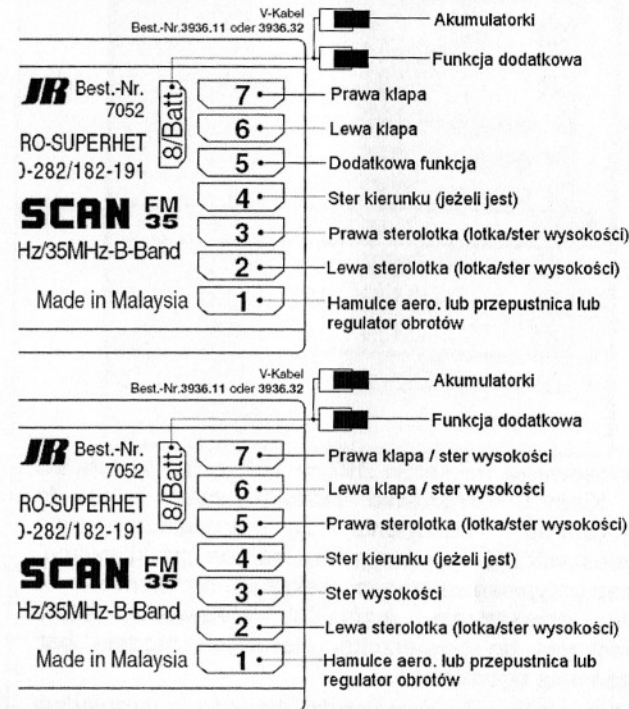 V-Kabel
Best.-Nr.3936.11 oder 3936.32
Akumulatorki
Funkcja dodatkowa
JR Best.-Nr.
7052
8/Batt.
7 Prawa klapa
6 Lewa klapa
RO-SUPERHET
O-282/182-191
5 Dodatkowa funkcja
4 Ster kierunku (jeżeli jest)
SCAN FM
35
3 Prawa sterolotka (lotka/ster wysokości)
Hz/35MHz-B-Band
2 Lewa sterolotka (lotka/ster wysokości)
Made in Malaysia
1 Hamulce aero. lub przepustnica lub
regulator obrotów
V-Kabel
Best.-Nr.3936.11 oder 3936.32
Akumulatorki
Funkcja dodatkowa
JR Best.-Nr.
7052
8/Batt.
7 Prawa klapa / ster wysokości
6 Lewa klapa / ster wysokości
RO-SUPERHET
O-282/182-191
5 Prawa sterolotka (lotka/ster wysokości)
4 Ster kierunku (jeżeli jest)
SCAN FM
35
3 Ster wysokości
Hz/35MHz-B-Band
2 Lewa sterolotka (lotka/ster wysokości)
Made in Malaysia
1 Hamulce aero. lub przepustnica lub
regulator obrotów